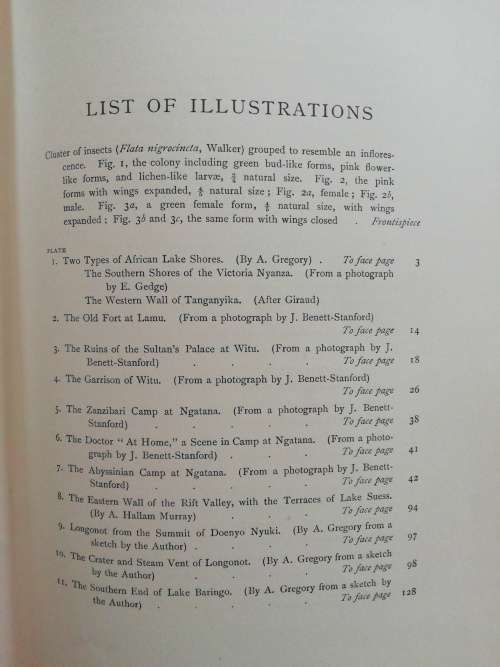 LIST OF ILLUSTRATIONS
Cluster of insects (Flata nigrocincta, Walker) grouped to resemble an inflores-
cence. Fig. 1, the colony including green bud-like forms, pink flower-
like forms, and lichen-like larvæ, ¾ natural size. Fig. 2, the pink
forms with wings expanded, natural size; Fig. 2a, female; Fig. 2b,
male. Fig. 3a, a green female form, natural size, with wings
expanded; Fig. 3b and 3c, the same form with wings closed . Frontispiece
PLATE
1. Two Types of African Lake Shores. (By A. Gregory) . To face page 3
The Southern Shores of the Victoria Nyanza. (From a photograph
by E. Gedge)
The Western Wall of Tanganyika. (After Giraud)
2. The Old Fort at Lamu. (From a photograph by J. Benett-Stanford)
To face page 14
3. The Ruins of the Sultan's Palace at Witu. (From a photograph by J.
Benett-Stanford) . . . . To face page 18
4. The Garrison of Witu. (From a photograph by J. Benett-Stanford)
To face page 26
5. The Zanzibari Camp at Ngatana. (From a photograph by J. Benett-
Stanford) . . . . . To face page 38
6. The Doctor "At Home," a Scene in Camp at Ngatana. (From a photo-
graph by J. Benett-Stanford) . . . To face page 41
7. The Abyssinian Camp at Ngatana. (From a photograph by J. Benett-
Stanford) . . . . . To face page 42
8. The Eastern Wall of the Rift Valley, with the Terraces of Lake Suess.
(By A. Hallam Murray) . . . To face page 94
9. Longonot from the Summit of Doenyo Nyuki. (By A. Gregory from a
sketch by the Author) . . . . To face page 97
10. The Crater and Steam Vent of Longonot. (By A. Gregory from a sketch
by the Author) . . . . To face page 98
11. The Southern End of Lake Baringo. (By A. Gregory from a sketch by
the Author) . . . . . To face page 128